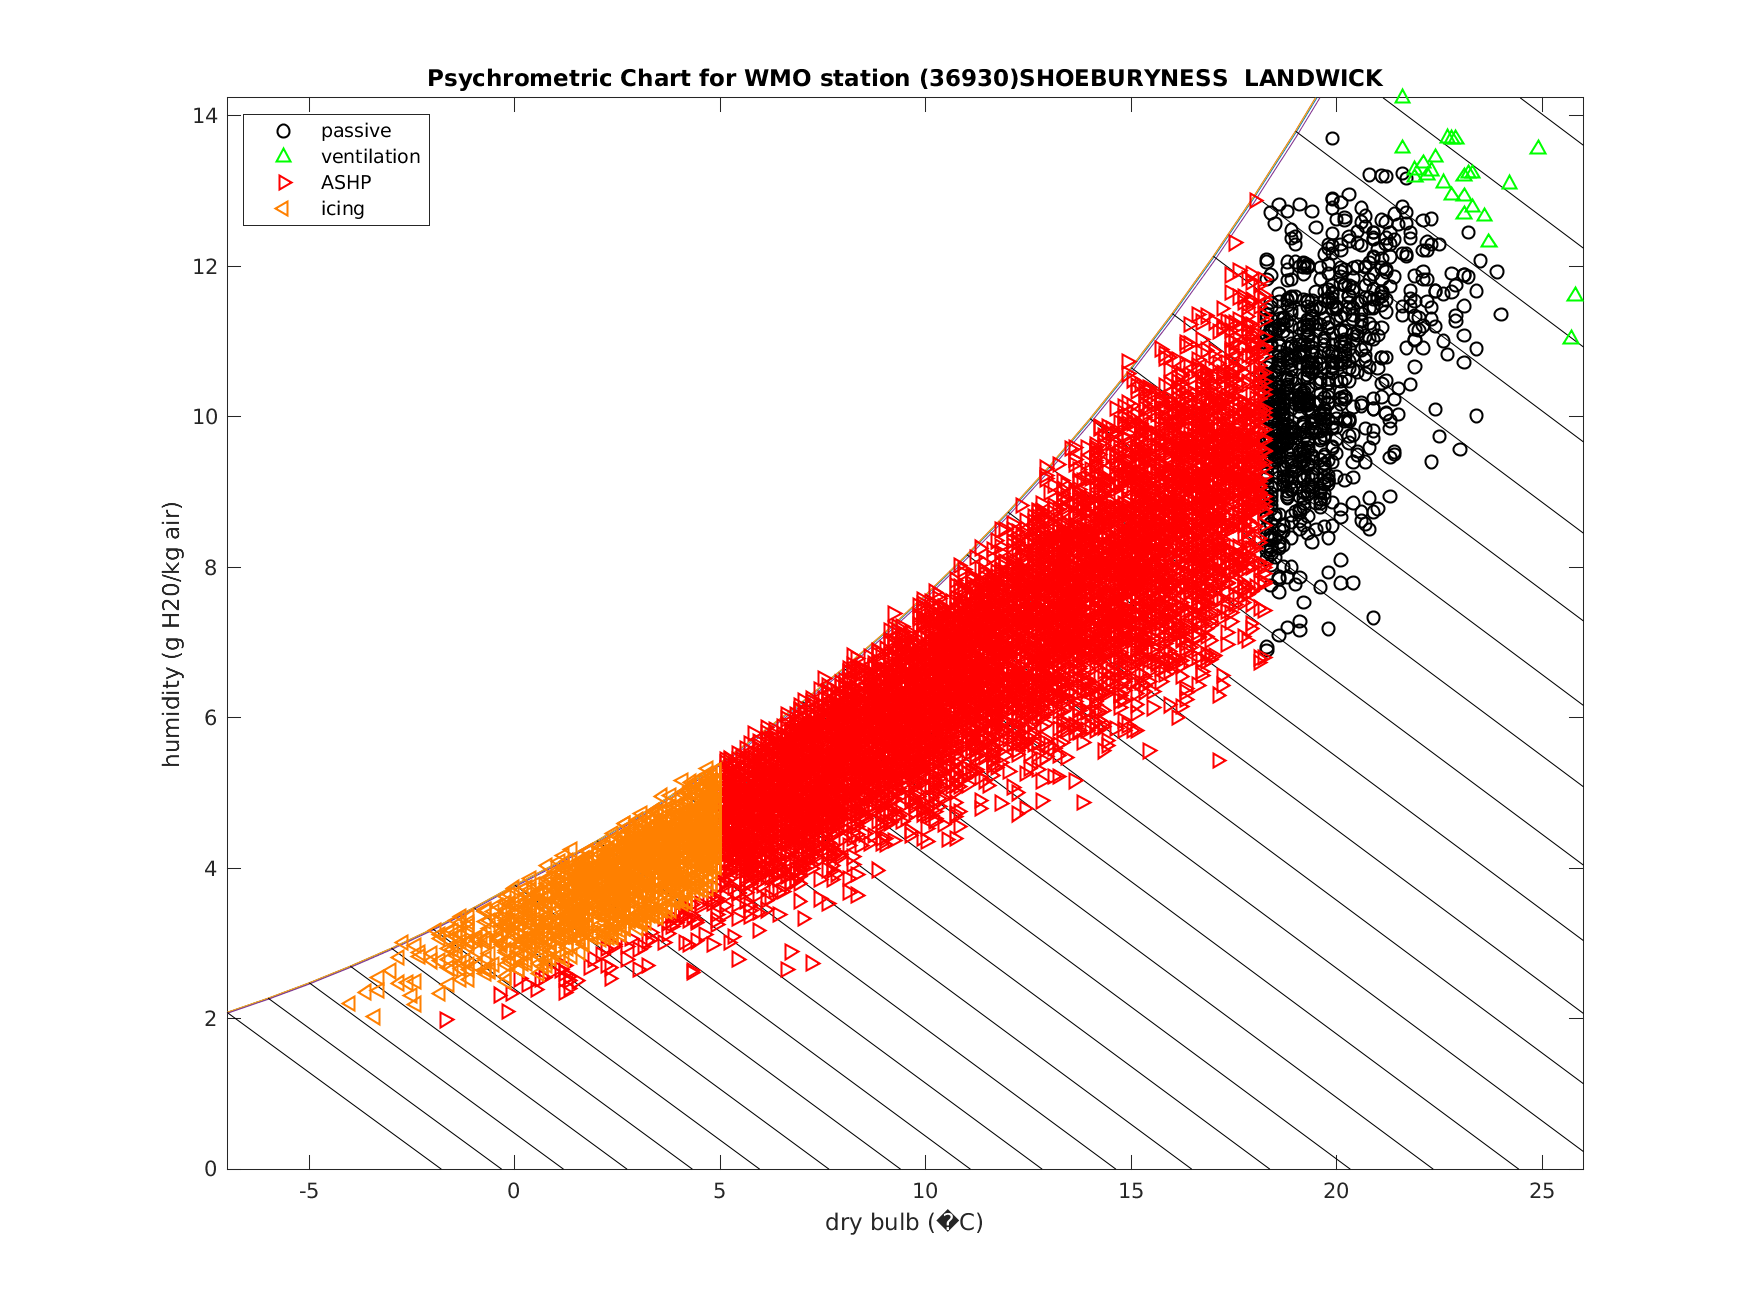 Psychrometric Chart for WMO station (36930)SHOEBURYNESS  LANDWICK
14
12
10
8
6
4
2
0
humidity (g H20/kg air)
passive
ventilation
ASHP
icing
-5
0
5
10
15
20
25
dry bulb (�C)